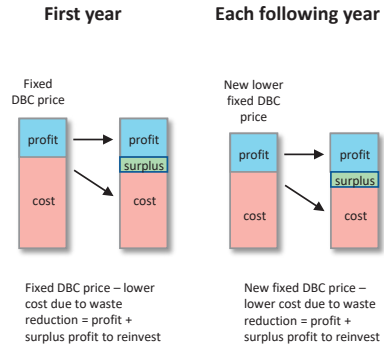 First year
Fixed
DBC price
profit
cost
profit
surplus
cost
Fixed DBC price – lower
cost due to waste
reduction = profit +
surplus profit to reinvest
Each following year
New lower
fixed DBC
price
profit
cost
profit
surplus
cost
New fixed DBC price –
lower cost due to waste
reduction = profit +
surplus profit to reinvest